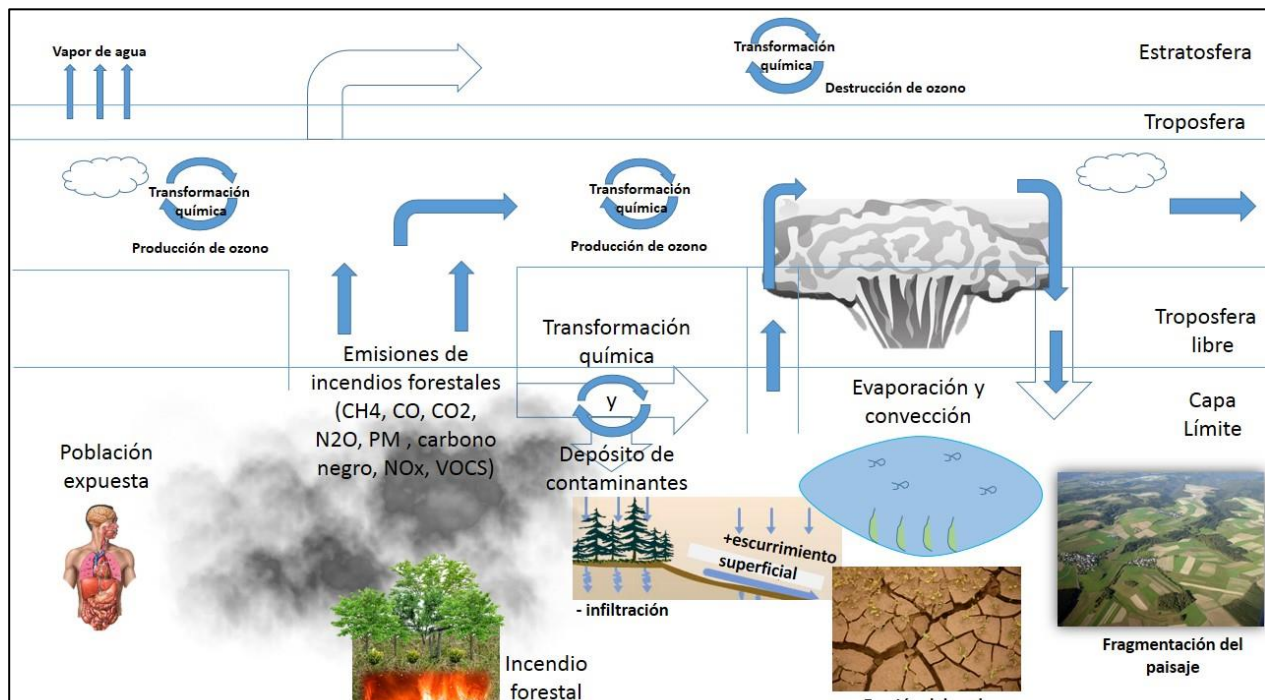 Vapor de agua
Transformación
química
Destrucción de ozono
Estratosfera
Troposfera
Transformación
química
Producción de ozono
Transformación
química
Producción de ozono
Emisiones de
incendios forestales
(CH4, CO, CO2,
N2O, PM , carbono
negro, NOx, VOCS)
Transformación
química
y
Depósito de
contaminantes
Troposfera
libre
Evaporación y
convección
Capa
Límite
Población
expuesta
+escurrimiento
superficial
- infiltración
Incendio
forestal
Fragmentación del
paisaje